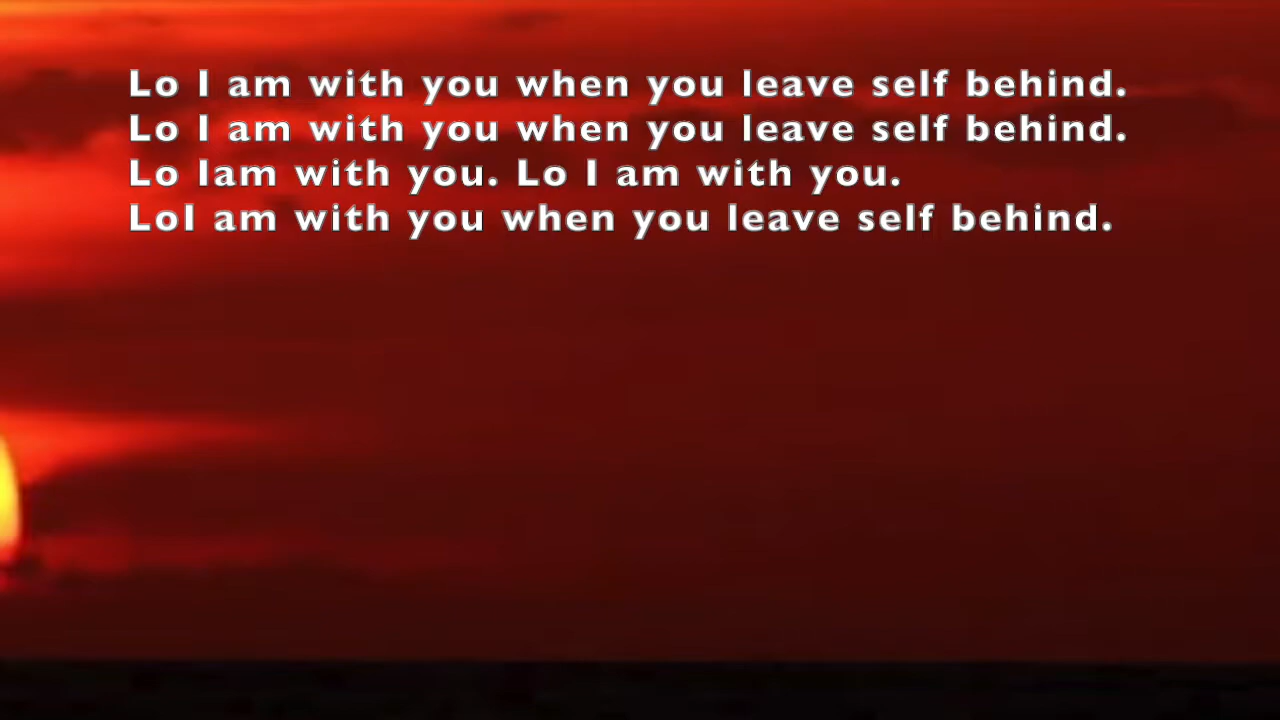 Lo I am with you when you leave self behind.
Lo I am with you when you leave self behind.
Lo Iam with you. Lo I am with you.
LoI am with you when you leave self behind.